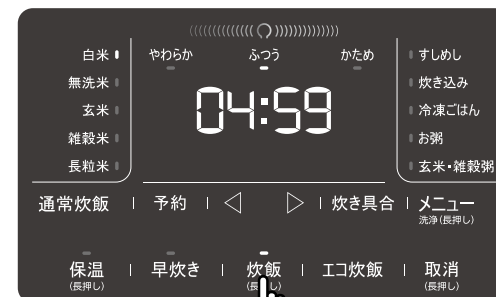 白米
無洗米
玄米
雑穀米
長粒米
やわらか ふつう かため
04:59
すしめし
炊き込み
冷凍ごはん
お粥
玄米・雑穀粥
通常炊飯 予約 炊き具合 メニュー
洗浄(長押し)
保温 早炊き 炊飯 エコ炊飯 取消
(長押し) (長押し) (長押し)